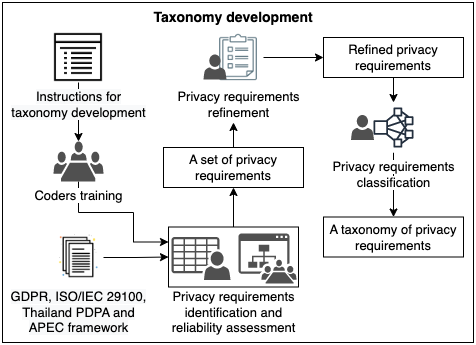 Taxonomy development
Instructions for
taxonomy development
Coders training
GDPR, ISO/IEC 29100,
Thailand PDPA and
APEC framework
Privacy requirements
identification and
reliability assessment
A set of privacy
requirements
Privacy requirements
refinement
Refined privacy
requirements
Privacy requirements
classification
A taxonomy of privacy
requirements